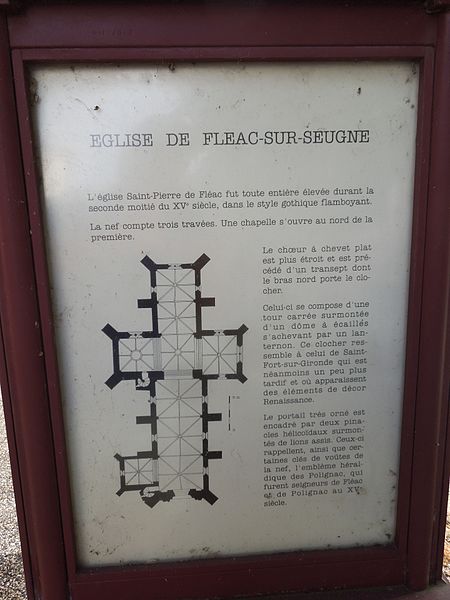 EGLISE DE FLEAC-SUR-SEUGNE
L'église Saint-Pierre de Fléac fut toute entière élevée durant la
seconde moitié du XVe siècle, dans le style gothique flamboyant.
La nef compte trois travées. Une chapelle s'ouvre au nord de la
première.
Le chœur à chevet plat
est plus étroit et est pré-
cédé d'un transept dont
le bras nord porte le clo-
cher.
Celui-ci se compose d'une
tour carrée surmontée
d'un dôme à écailles
s'achevant par un lan-
ternon. Ce clocher res-
semble à celui de Saint-
Fort-sur-Gironde qui est
néanmoins un peu plus
tardif et où apparaissent
des éléments de décor
Renaissance.
Le portail très orné est
encadré par deux pina-
cles hélicoïdaux surmon-
tés de lions assis. Ceux-ci
rappellent, ainsi que cer-
taines clés de voûtes de
la nef, l'emblème héral-
dique des Polignac, qui
furent seigneurs de Fléac
et de Polignac au XVe
siècle.